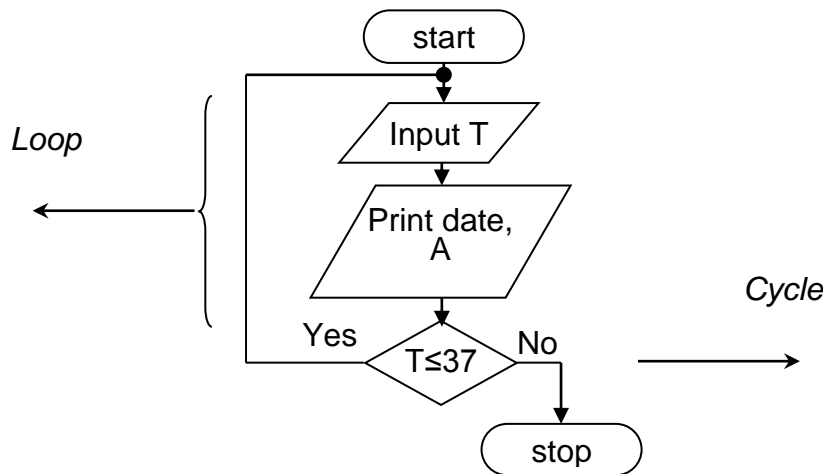 start
Loop
Input T
Print date,
A
Cycle
Yes
T≤37
No
stop